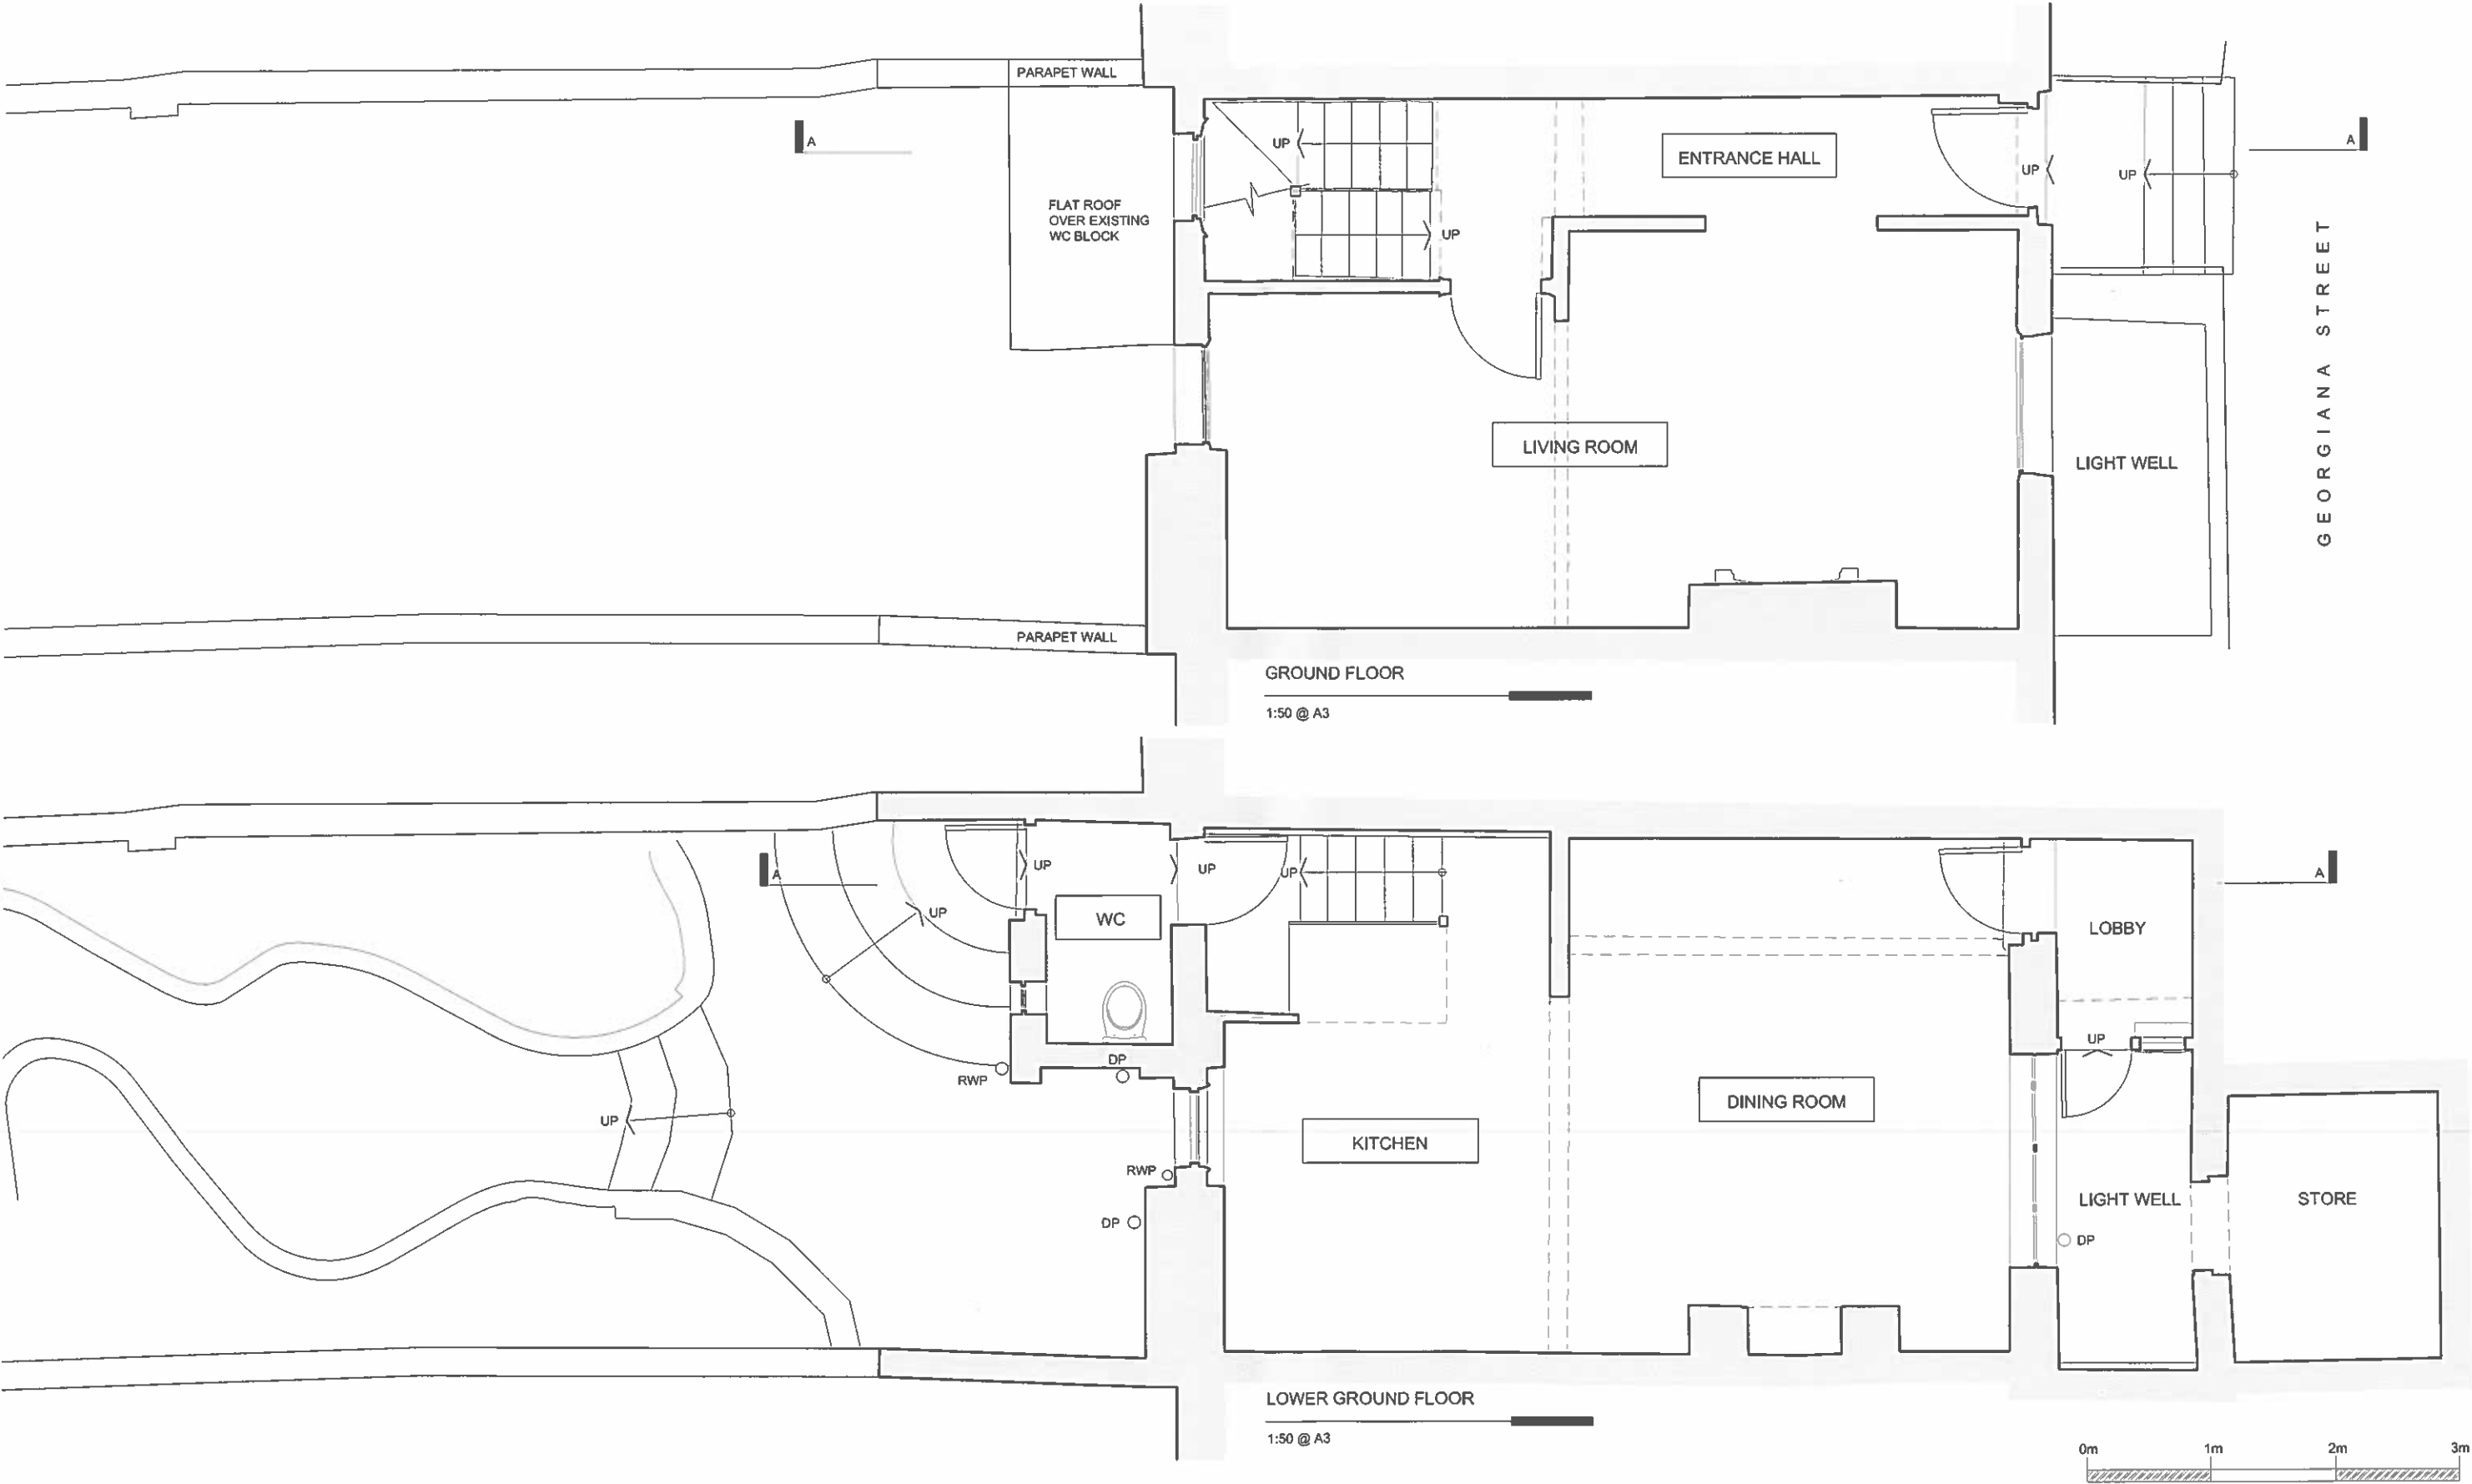 PARAPET WALL
A
UP
ENTRANCE HALL
UP
UP
A
FLAT ROOF
OVER EXISTING
WC BLOCK
UP
GEORGIANA STREET
LIVING ROOM
LIGHT WELL
PARAPET WALL
GROUND FLOOR
1:50 @ A3
A
UP
UP
UP
A
UP
WC
LOBBY
UP
DP
RWP
DINING ROOM
UP
KITCHEN
RWP
LIGHT WELL
STORE
DP
DP
LOWER GROUND FLOOR
1:50 @ A3
0m
1m
2m
3m